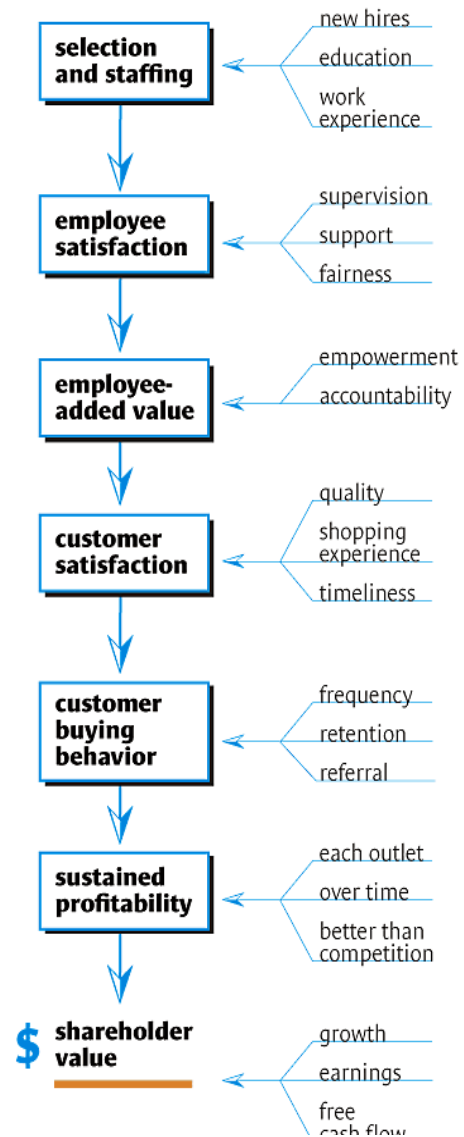 selection
and staffing
new hires
education
work
experience
employee
satisfaction
supervision
support
fairness
employee-
added value
empowerment
accountability
customer
satisfaction
quality
shopping
experience
timeliness
customer
buying
behavior
frequency
retention
referral
sustained
profitability
each outlet
over time
better than
competition
$ shareholder
value
growth
earnings
free
cash flow